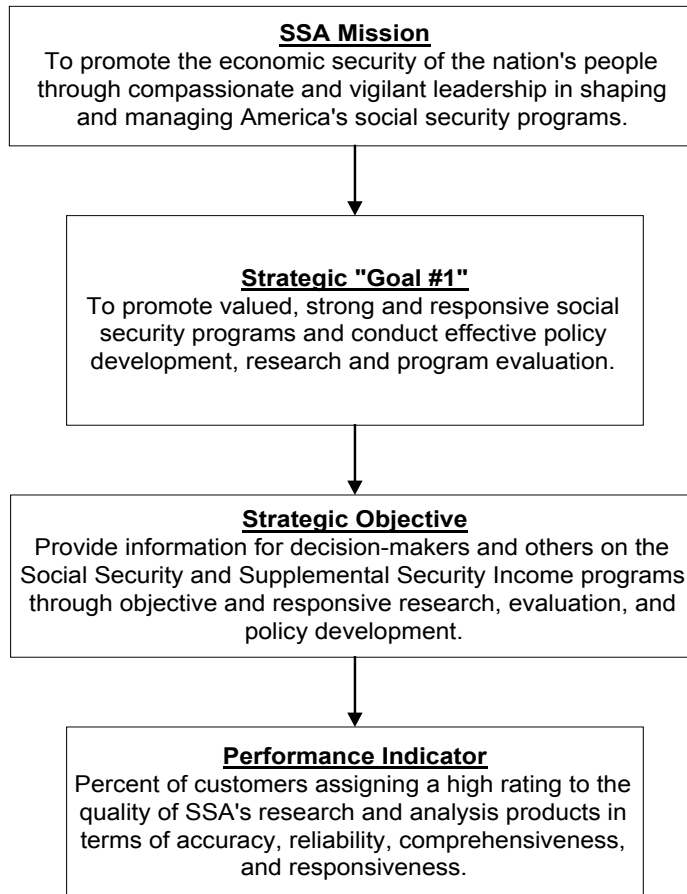 SSA Mission
To promote the economic security of the nation's people
through compassionate and vigilant leadership in shaping
and managing America's social security programs.
Strategic "Goal #1"
To promote valued, strong and responsive social
security programs and conduct effective policy
development, research and program evaluation.
Strategic Objective
Provide information for decision-makers and others on the
Social Security and Supplemental Security Income programs
through objective and responsive research, evaluation, and
policy development.
Performance Indicator
Percent of customers assigning a high rating to the
quality of SSA's research and analysis products in
terms of accuracy, reliability, comprehensiveness,
and responsiveness.